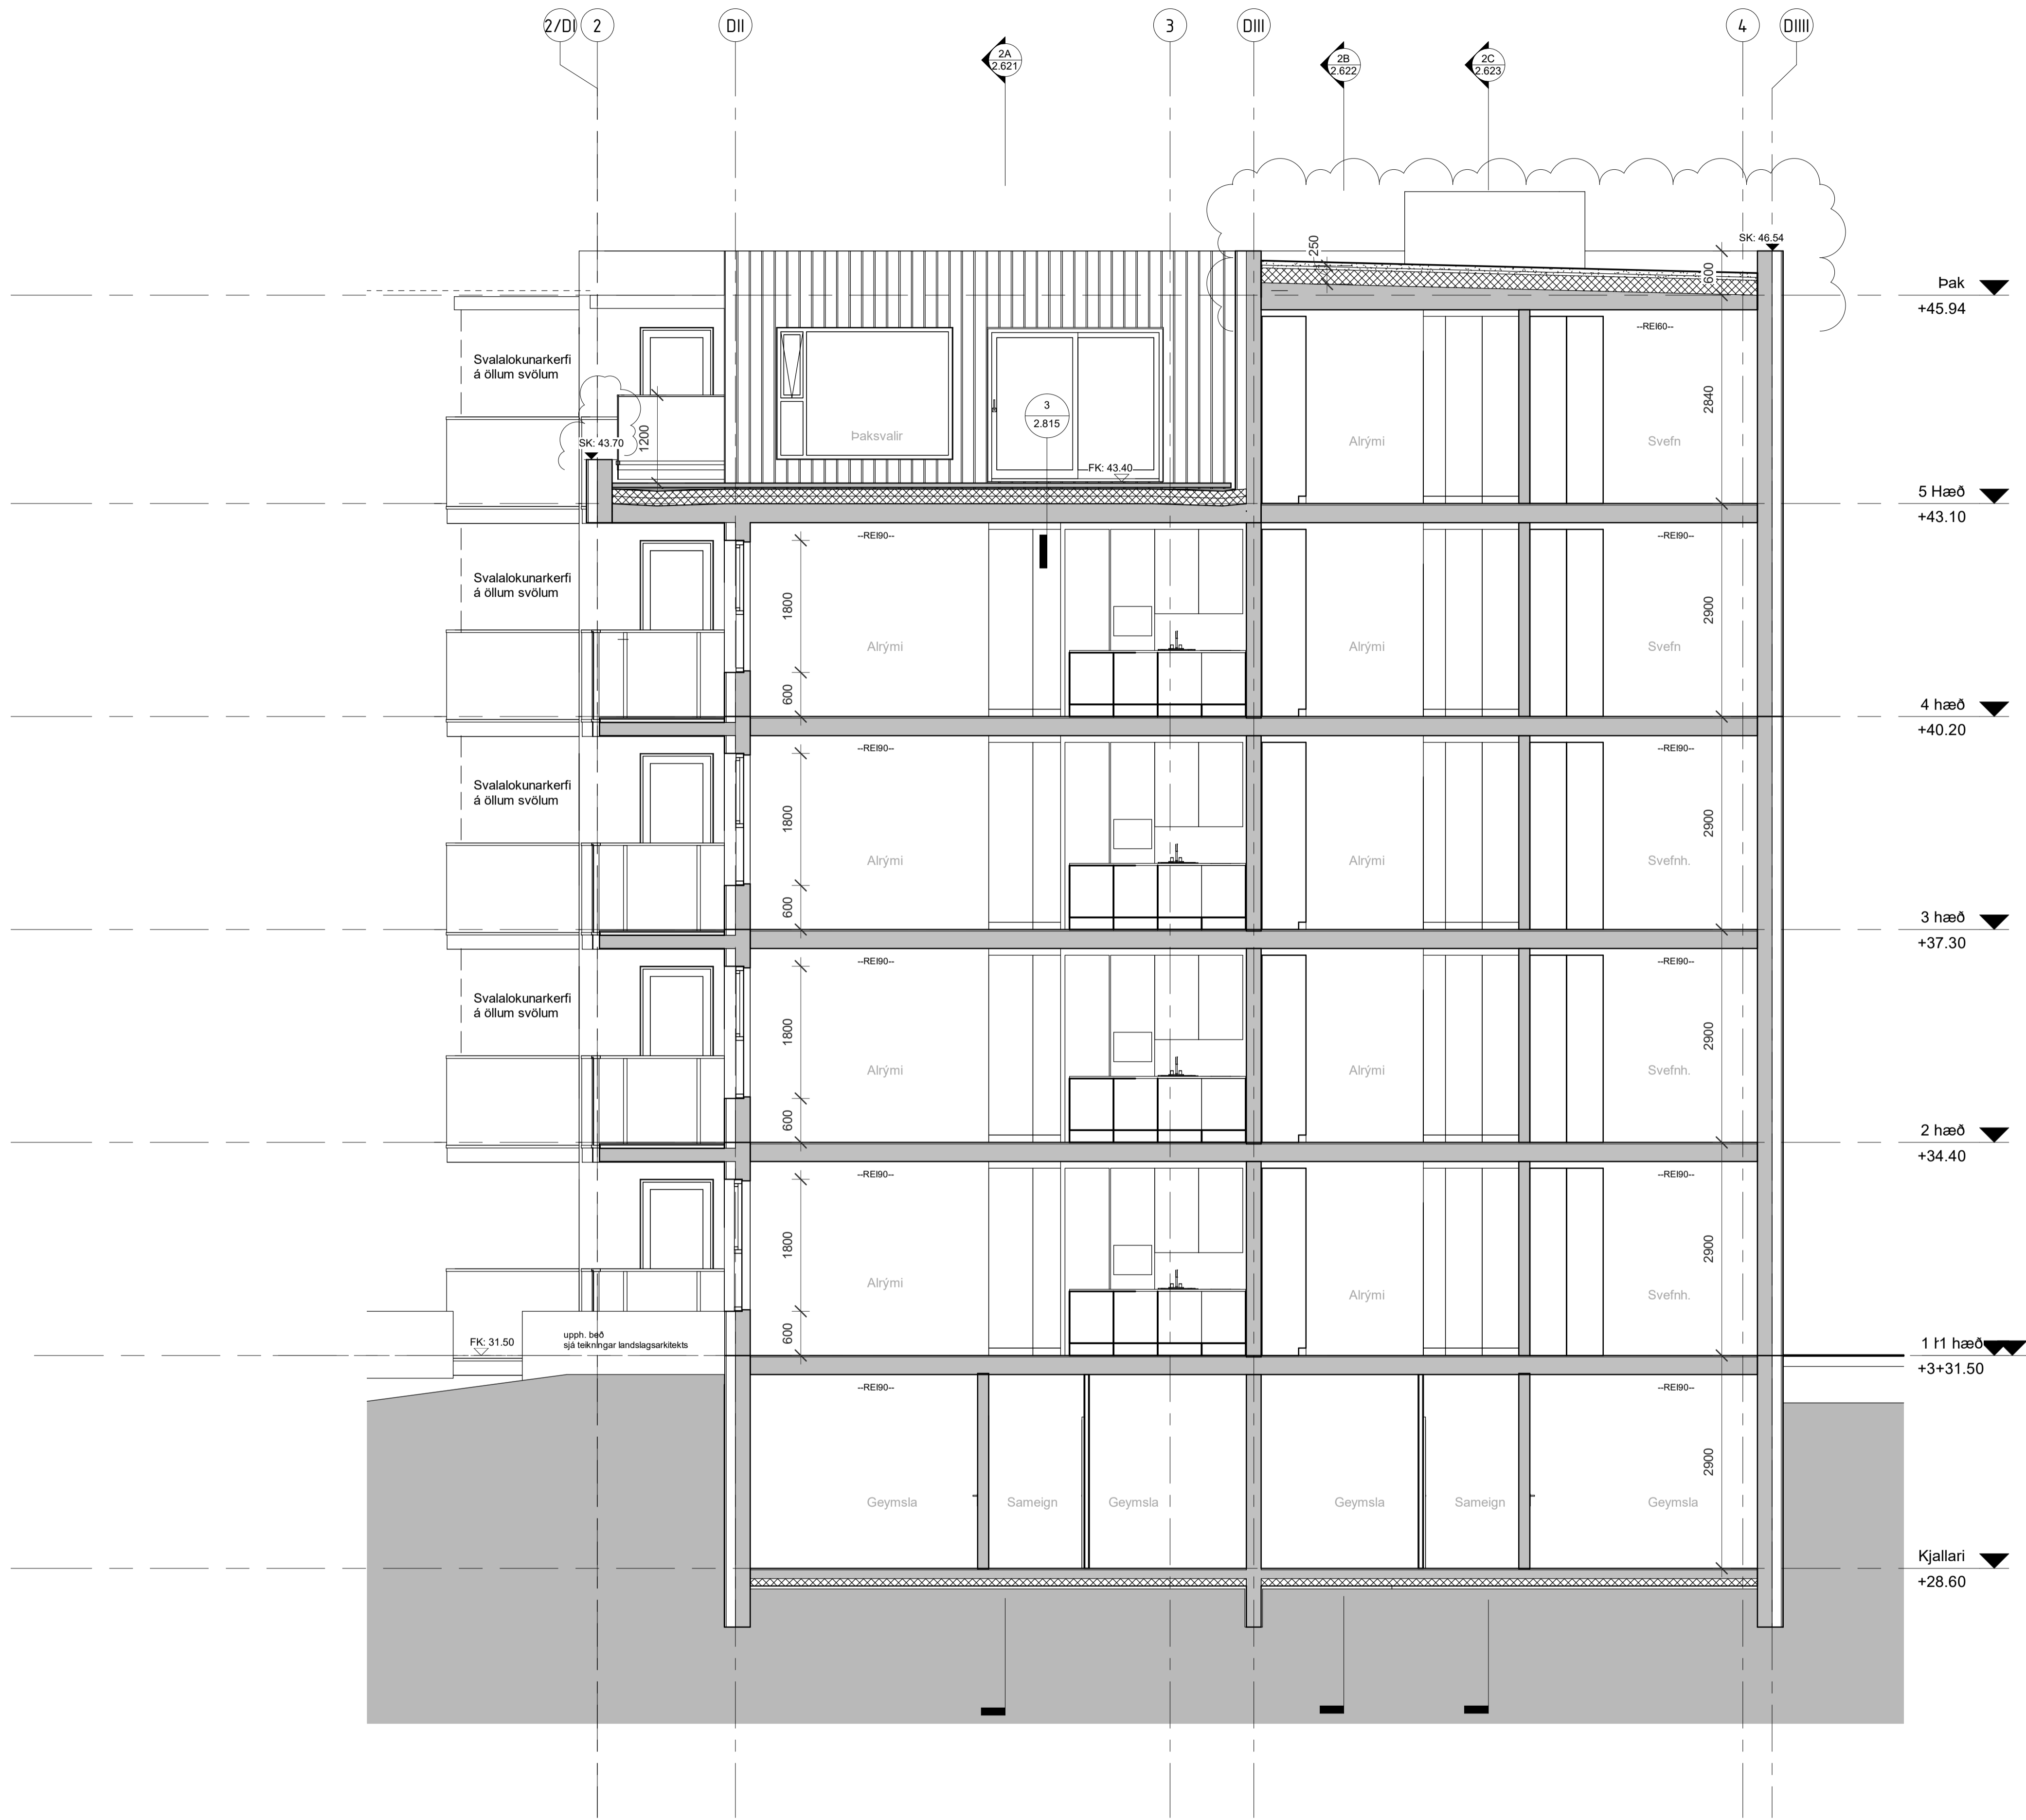 2/DI
2
DII
3
DIII
4
DIIII
2A
2.621
2B
2.622
2C
2.623
SK: 46.54
250
600
Þak
+45.94
--REI60--
Svalalokunarkerfi
á öllum svölum
2840
3
2.815
1200
SK: 43.70
Þaksvalir
Alrými
Svefn
FK: 43.40
5 Hæð
+43.10
--REI90--
--REI90--
Svalalokunarkerfi
á öllum svölum
1800
2900
Alrými
Alrými
Svefn
600
4 hæð
+40.20
--REI90--
--REI90--
Svalalokunarkerfi
á öllum svölum
1800
2900
Alrými
Alrými
Svefnh.
600
3 hæð
+37.30
--REI90--
--REI90--
Svalalokunarkerfi
á öllum svölum
1800
2900
Alrými
Alrými
Svefnh.
600
2 hæð
+34.40
--REI90--
--REI90--
1800
2900
Alrými
Alrými
Svefnh.
600
FK: 31.50
upph. beð
sjá teikningar landslagsarkitekts
hæð
+31.50
--REI90--
--REI90--
2900
Geymsla
Sameign
Geymsla
Geymsla
Sameign
Geymsla
Kjallari
+28.60